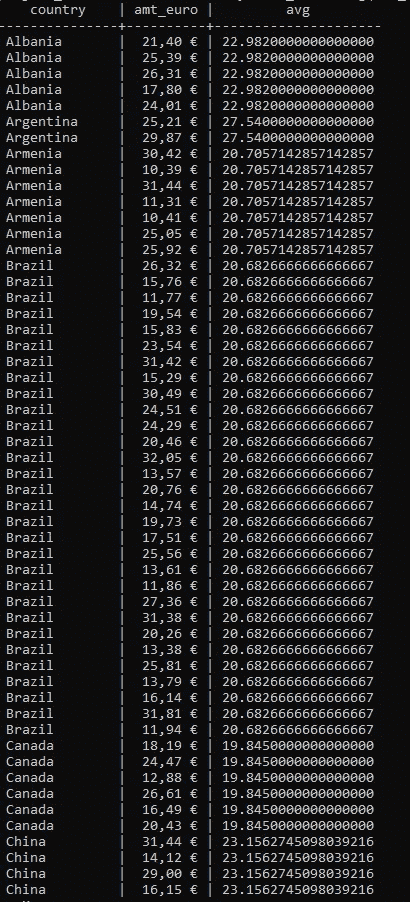 country | amt_euro | avg
---------------+----------+---------------------
Albania | 21,40 € | 22.9820000000000000
Albania | 25,39 € | 22.9820000000000000
Albania | 26,31 € | 22.9820000000000000
Albania | 17,80 € | 22.9820000000000000
Albania | 24,01 € | 22.9820000000000000
Argentina | 25,21 € | 27.5400000000000000
Argentina | 29,87 € | 27.5400000000000000
Armenia | 30,42 € | 20.7057142857142857
Armenia | 10,39 € | 20.7057142857142857
Armenia | 31,44 € | 20.7057142857142857
Armenia | 11,31 € | 20.7057142857142857
Armenia | 10,41 € | 20.7057142857142857
Armenia | 25,05 € | 20.7057142857142857
Armenia | 25,92 € | 20.7057142857142857
Brazil | 26,32 € | 20.6826666666666667
Brazil | 15,76 € | 20.6826666666666667
Brazil | 11,77 € | 20.6826666666666667
Brazil | 19,54 € | 20.6826666666666667
Brazil | 15,83 € | 20.6826666666666667
Brazil | 23,54 € | 20.6826666666666667
Brazil | 31,42 € | 20.6826666666666667
Brazil | 15,29 € | 20.6826666666666667
Brazil | 30,49 € | 20.6826666666666667
Brazil | 24,51 € | 20.6826666666666667
Brazil | 24,29 € | 20.6826666666666667
Brazil | 20,46 € | 20.6826666666666667
Brazil | 32,05 € | 20.6826666666666667
Brazil | 13,57 € | 20.6826666666666667
Brazil | 20,76 € | 20.6826666666666667
Brazil | 14,74 € | 20.6826666666666667
Brazil | 19,73 € | 20.6826666666666667
Brazil | 17,51 € | 20.6826666666666667
Brazil | 25,56 € | 20.6826666666666667
Brazil | 13,61 € | 20.6826666666666667
Brazil | 11,86 € | 20.6826666666666667
Brazil | 27,36 € | 20.6826666666666667
Brazil | 31,38 € | 20.6826666666666667
Brazil | 20,26 € | 20.6826666666666667
Brazil | 13,38 € | 20.6826666666666667
Brazil | 25,81 € | 20.6826666666666667
Brazil | 13,79 € | 20.6826666666666667
Brazil | 16,14 € | 20.6826666666666667
Brazil | 31,81 € | 20.6826666666666667
Brazil | 11,94 € | 20.6826666666666667
Canada | 18,19 € | 19.8450000000000000
Canada | 24,47 € | 19.8450000000000000
Canada | 12,88 € | 19.8450000000000000
Canada | 26,61 € | 19.8450000000000000
Canada | 16,49 € | 19.8450000000000000
Canada | 20,43 € | 19.8450000000000000
China | 31,44 € | 23.1562745098039216
China | 14,12 € | 23.1562745098039216
China | 29,00 € | 23.1562745098039216
China | 16,15 € | 23.1562745098039216